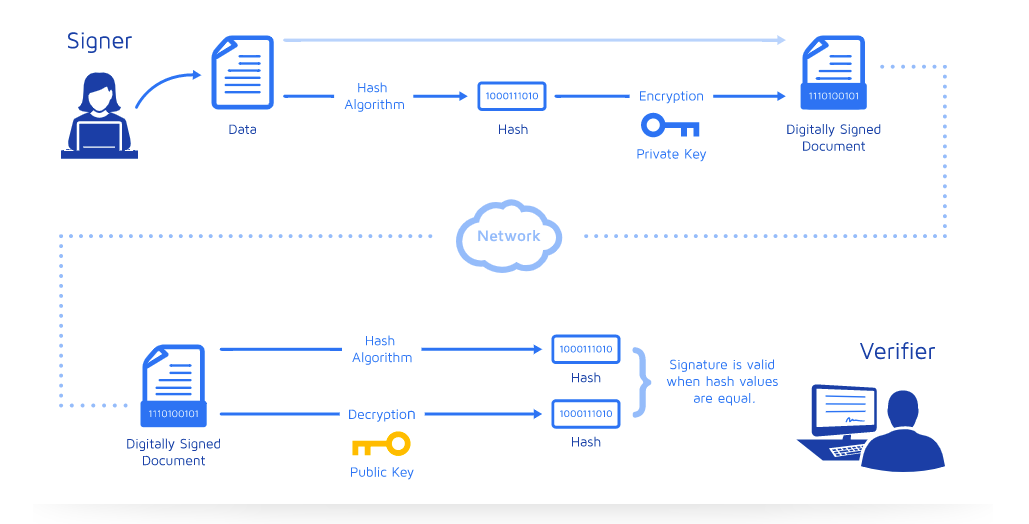 Signer
Hash
Algorithm
1000111010
Encryption
1110100101
Data
Hash
Private Key
Digitally Signed
Document
Network
Hash
Algorithm
1000111010
Hash
Signature is valid
when hash values
are equal.
Verifier
1110100101
Decryption
1000111010
Hash
Digitally Signed
Document
Public Key